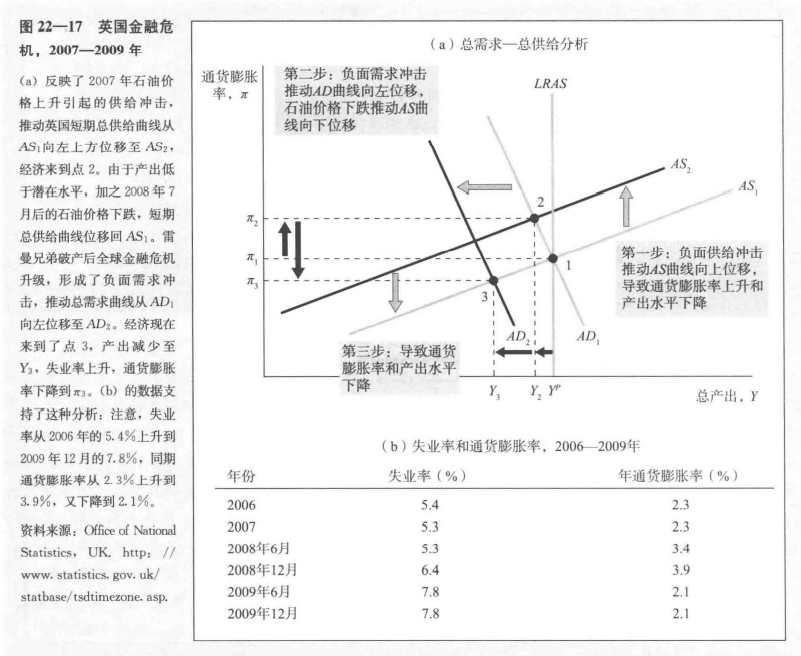 图 22—17 英国金融危
机，2007—2009 年
(a) 反映了 2007 年石油价
格上升引起的供给冲击，
推动英国短期总供给曲线从
AS₁向左上方位移至 AS₂，
经济来到点 2。由于产出低
于潜在水平，加之 2008 年 7
月后的石油价格下跌，短期
总供给曲线位移回 AS₁。雷
曼兄弟破产后全球金融危机
升级，形成了负面需求冲
击，推动总需求曲线从 AD₁
向左位移至 AD₂。经济现在
来到了点 3，产出减少至
Y₃，失业率上升，通货膨胀
率下降到π₃。(b) 的数据支
持了这种分析：注意，失业
率从 2006 年的 5.4%上升到
2009 年 12 月的 7.8%，同期
通货膨胀率从 2.3%上升到
3.9%，又下降到 2.1%。
资料来源：Office of National
Statistics, UK. http: //
www. statistics. gov. uk/
statbase/tsdtimezone. asp.
（a）总需求—总供给分析
通货膨胀
率，π
第二步：负面需求冲击
推动AD曲线向左位移，
石油价格下跌推动AS曲
线向下位移
LRAS
AS₂
AS₁
2
π₂
π₁
π₃
1
3
第一步：负面供给冲击
推动AS曲线向上位移，
导致通货膨胀率上升和
产出水平下降
AD₂
AD₁
第三步：导致通货
膨胀率和产出水平
下降
Y₃
Y₂
Yᴾ
总产出，Y
（b）失业率和通货膨胀率，2006—2009年
年份 失业率（%） 年通货膨胀率（%）
2006 5.4 2.3
2007 5.3 2.3
2008年6月 5.3 3.4
2008年12月 6.4 3.9
2009年6月 7.8 2.1
2009年12月 7.8 2.1